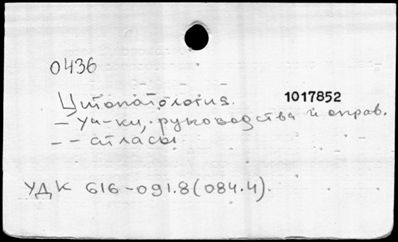 0436
Цитопатология.
1017852
- Уч-ки, руководства и справ.
- - атласы
УДК 616-091.8(084.4).